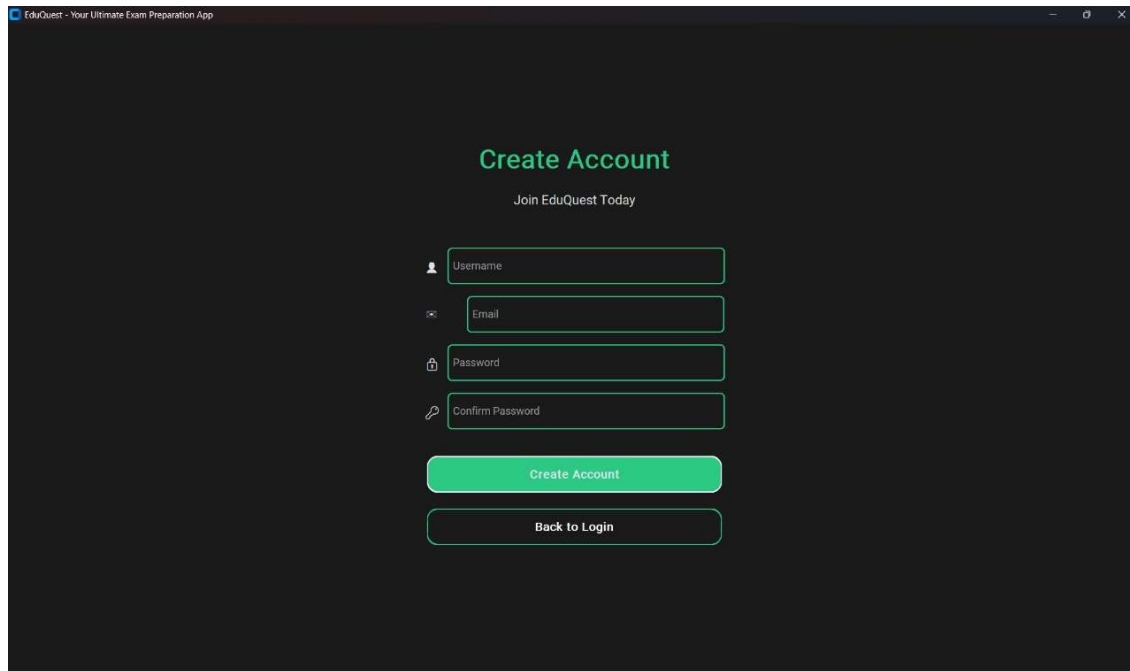 EduQuest - Your Ultimate Exam Preparation App
Create Account
Join EduQuest Today
Username
Email
Password
Confirm Password
Create Account
Back to Login